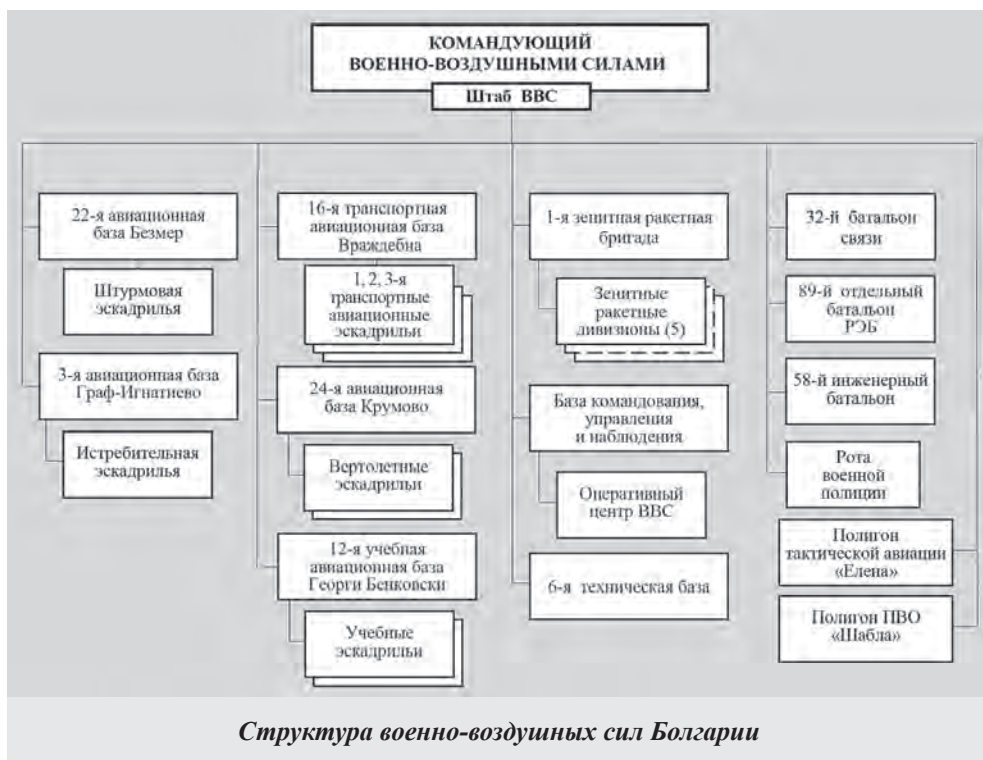 КОМАНДУЮЩИЙ
ВОЕННО-ВОЗДУШНЫМИ СИЛАМИ
Штаб ВВС
22-я авиационная
база Безмер
Штурмовая
эскадрилья
3-я авиационная база
Граф-Игнатиево
Истребительная
эскадрилья
16-я транспортная
авиационная база
Враждебна
1, 2, 3-я
транспортные
авиационные
эскадрильи
24-я авиационная
база Крумово
Вертолетные
эскадрильи
12-я учебная
авиационная база
Георги Бенковски
Учебные
эскадрильи
1-я зенитная ракетная
бригада
Зенитные
ракетные
дивизионы (5)
База командования,
управления
и наблюдения
Оперативный
центр ВВС
6-я техническая база
32-й батальон
связи
89-й отдельный
батальон
РЭБ
58-й инженерный
батальон
Рота
военной
полиции
Полигон
тактической авиации
«Елена»
Полигон ПВО
«Шабла»
Структура военно-воздушных сил Болгарии